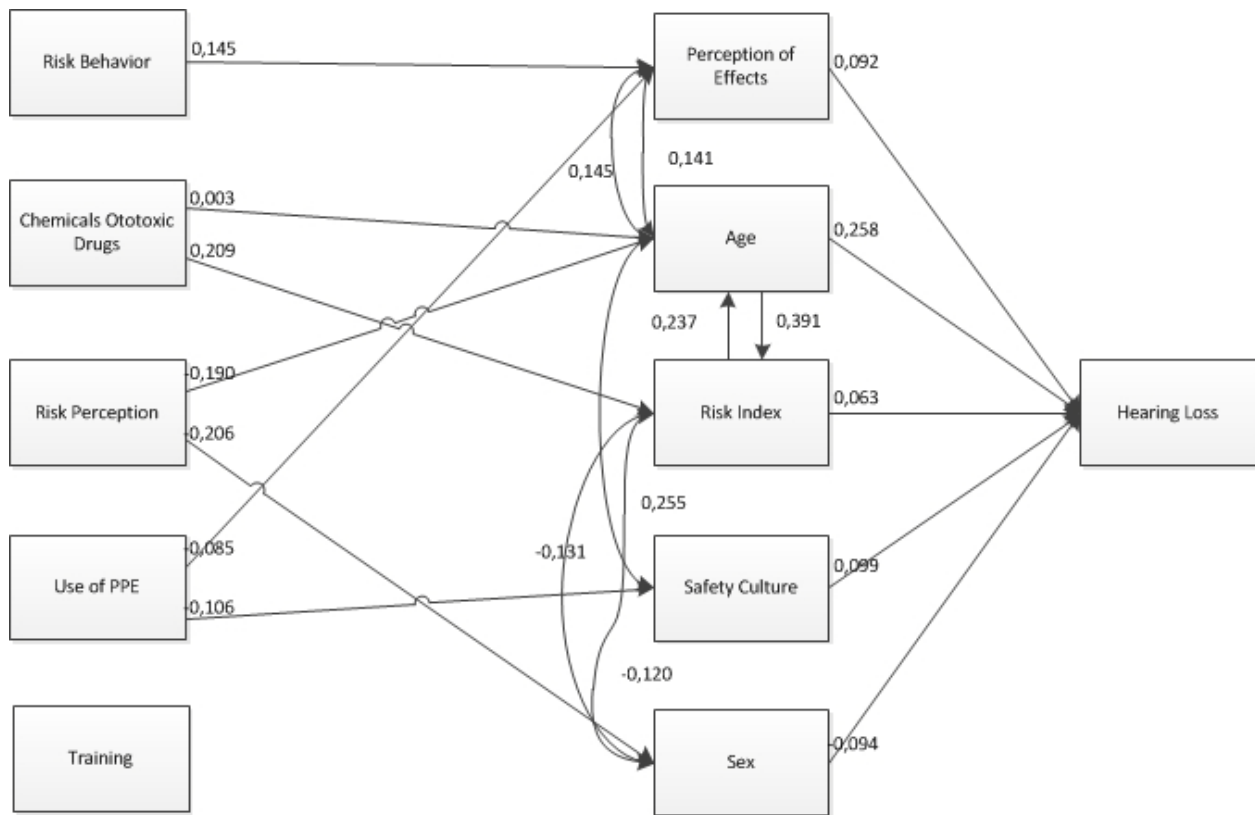 Risk Behavior
0,145
Perception of
Effects
0,092
0,145
0,141
Chemicals Ototoxic
Drugs
0,003
0,209
Age
0,258
0,237
0,391
Risk Perception
-0,190
-0,206
Risk Index
0,063
Hearing Loss
0,255
-0,131
Use of PPE
-0,085
-0,106
Safety Culture
0,099
-0,120
Training
Sex
-0,094